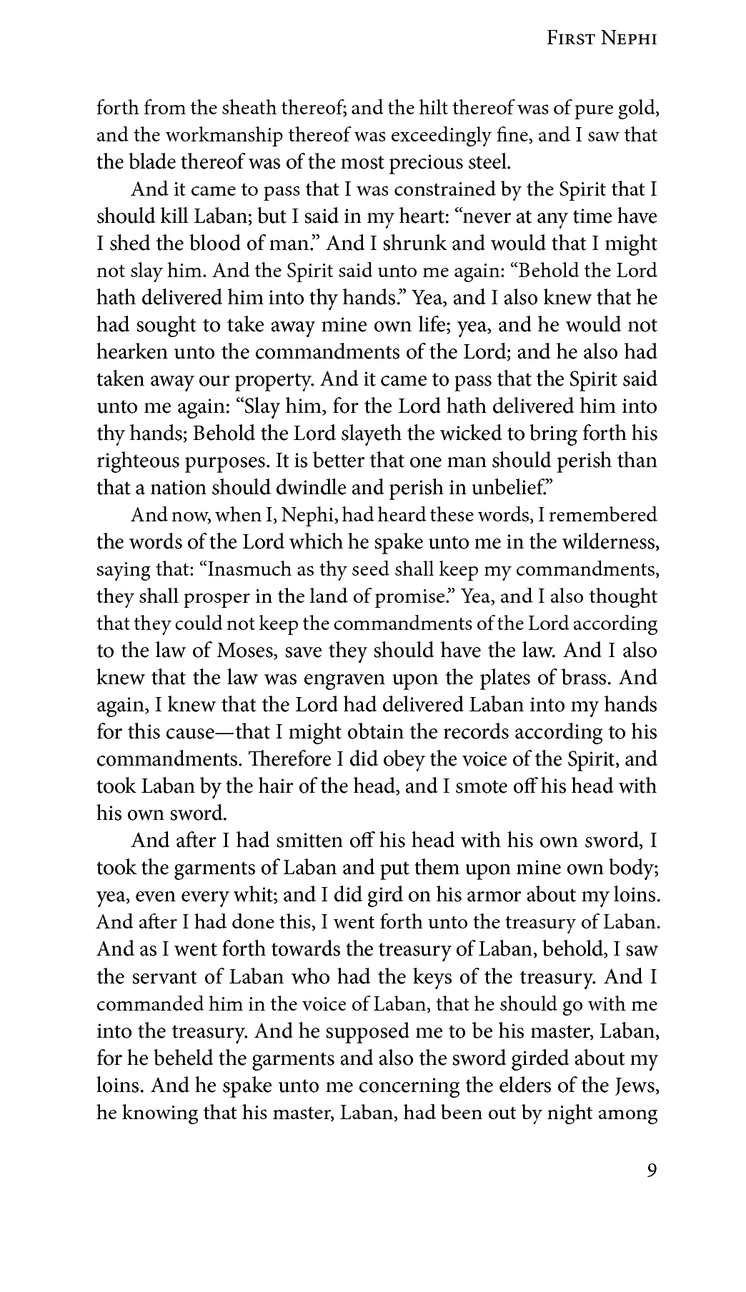 First Nephi
forth from the sheath thereof; and the hilt thereof was of pure gold,
and the workmanship thereof was exceedingly fine, and I saw that
the blade thereof was of the most precious steel.
And it came to pass that I was constrained by the Spirit that I
should kill Laban; but I said in my heart: “never at any time have
I shed the blood of man.” And I shrunk and would that I might
not slay him. And the Spirit said unto me again: “Behold the Lord
hath delivered him into thy hands.” Yea, and I also knew that he
had sought to take away mine own life; yea, and he would not
hearken unto the commandments of the Lord; and he also had
taken away our property. And it came to pass that the Spirit said
unto me again: “Slay him, for the Lord hath delivered him into
thy hands; Behold the Lord slayeth the wicked to bring forth his
righteous purposes. It is better that one man should perish than
that a nation should dwindle and perish in unbelief.”
And now, when I, Nephi, had heard these words, I remembered
the words of the Lord which he spake unto me in the wilderness,
saying that: “Inasmuch as thy seed shall keep my commandments,
they shall prosper in the land of promise.” Yea, and I also thought
that they could not keep the commandments of the Lord according
to the law of Moses, save they should have the law. And I also
knew that the law was engraven upon the plates of brass. And
again, I knew that the Lord had delivered Laban into my hands
for this cause—that I might obtain the records according to his
commandments. Therefore I did obey the voice of the Spirit, and
took Laban by the hair of the head, and I smote off his head with
his own sword.
And after I had smitten off his head with his own sword, I
took the garments of Laban and put them upon mine own body;
yea, even every whit; and I did gird on his armor about my loins.
And after I had done this, I went forth unto the treasury of Laban.
And as I went forth towards the treasury of Laban, behold, I saw
the servant of Laban who had the keys of the treasury. And I
commanded him in the voice of Laban, that he should go with me
into the treasury. And he supposed me to be his master, Laban,
for he beheld the garments and also the sword girded about my
loins. And he spake unto me concerning the elders of the Jews,
he knowing that his master, Laban, had been out by night among
9